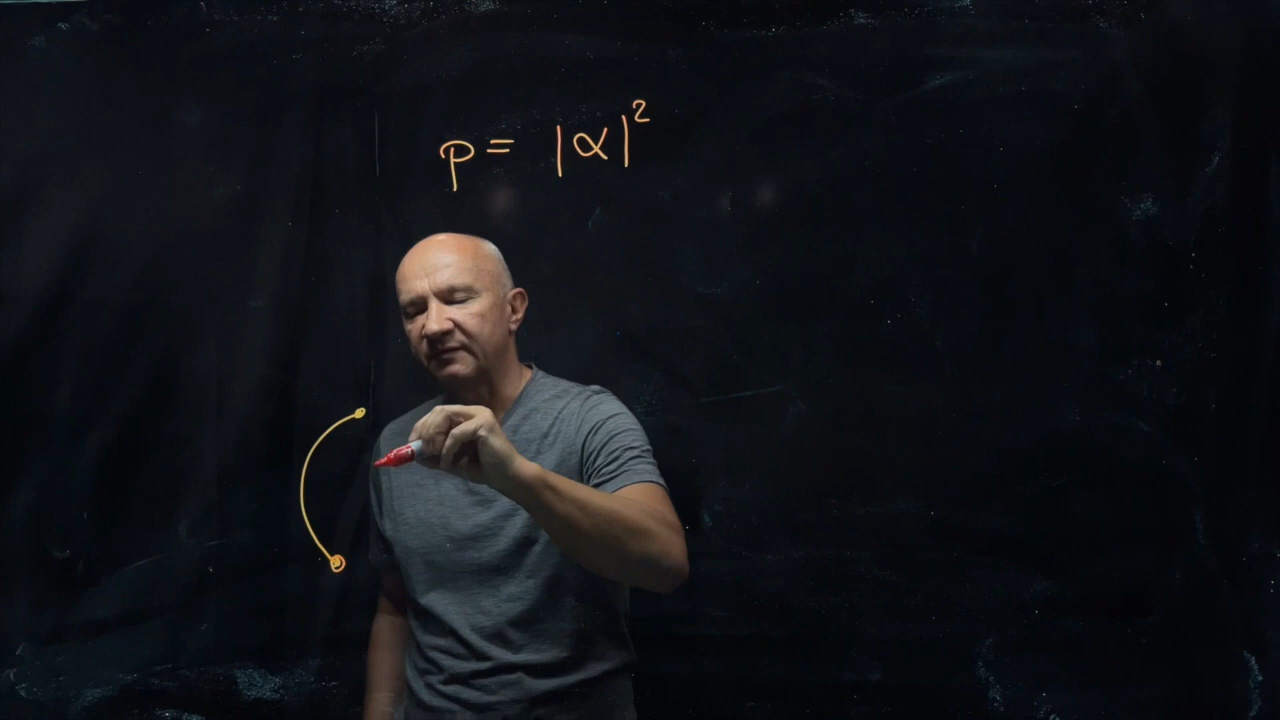 p = |α|²